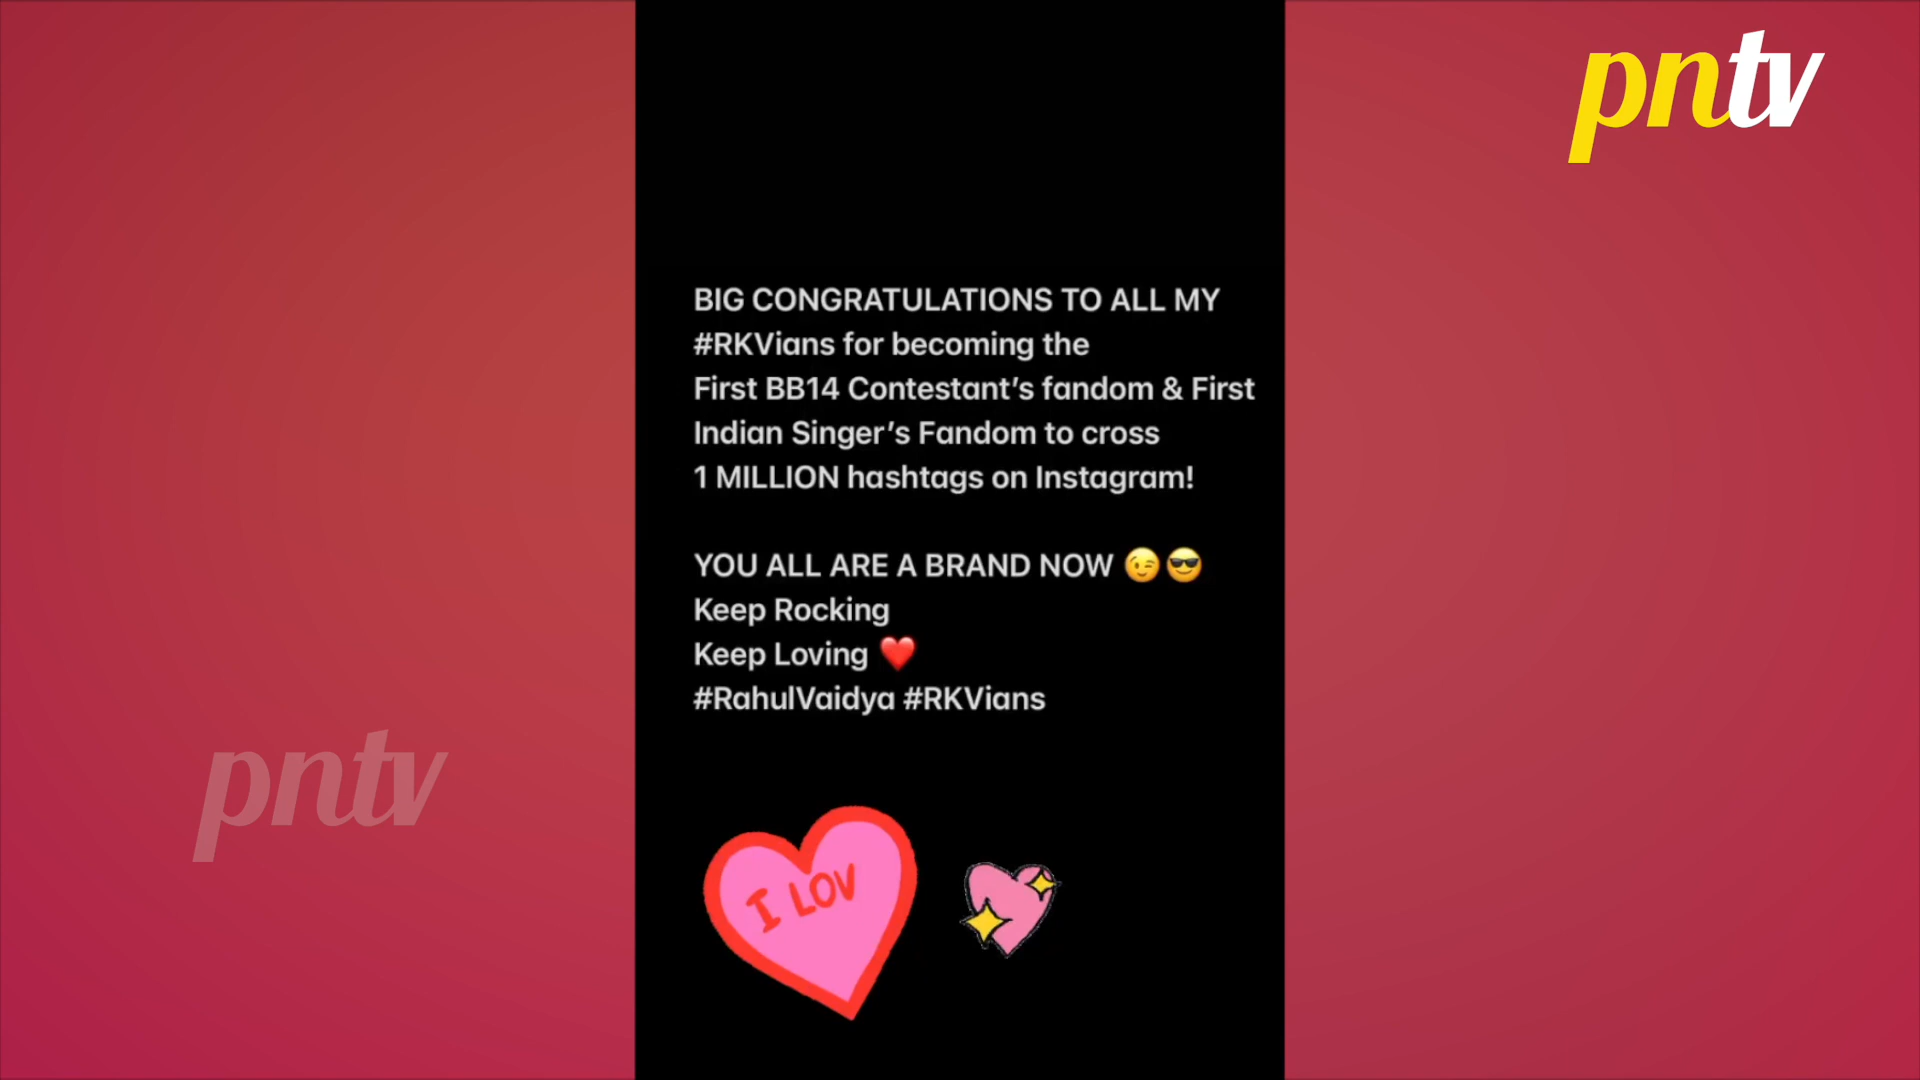 pntv
BIG CONGRATULATIONS TO ALL MY
#RKVians for becoming the
First BB14 Contestant’s fandom & First
Indian Singer’s Fandom to cross
1 MILLION hashtags on Instagram!
YOU ALL ARE A BRAND NOW 😉😎
Keep Rocking
Keep Loving ❤️
#RahulVaidya #RKVians
pntv
I LOV